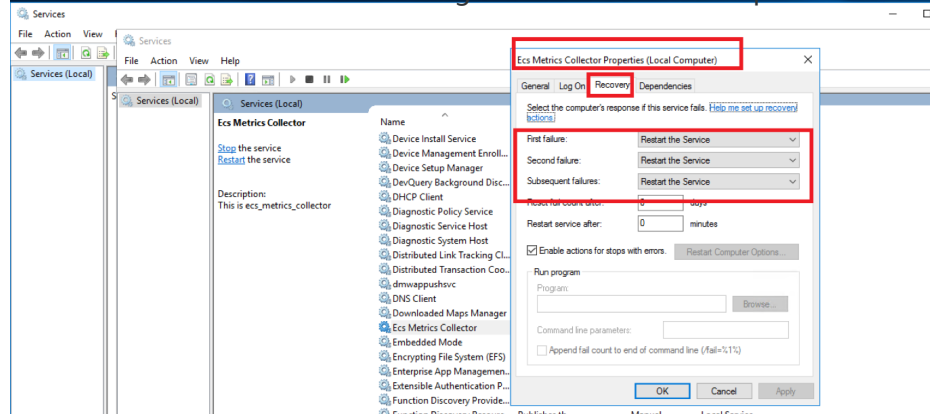 Services
File Action View
Services (Local)
Services
File Action View Help
Services (Local)
Services (Local)
Ecs Metrics Collector
Stop the service
Restart the service
Description:
This is ecs_metrics_collector
Name
Device Install Service
Device Management Enroll...
Device Setup Manager
DevQuery Background Disc...
DHCP Client
Diagnostic Policy Service
Diagnostic Service Host
Diagnostic System Host
Distributed Link Tracking Cl...
Distributed Transaction Coo...
dmwappushsvc
DNS Client
Downloaded Maps Manager
Ecs Metrics Collector
Embedded Mode
Encrypting File System (EFS)
Enterprise App Managemen...
Extensible Authentication P...
Function Discovery Provide...
Ecs Metrics Collector Properties (Local Computer)
General Log On Recovery Dependencies
Select the computer's response if this service fails. Help me set up recovery
actions.
First failure: Restart the Service
Second failure: Restart the Service
Subsequent failures: Restart the Service
Reset fail count after: days
Restart service after: 0 minutes
Enable actions for stops with errors. Restart Computer Options...
Run program
Program:
Browse...
Command line parameters:
Append fail count to end of command line (/fail=%1%)
OK Cancel Apply